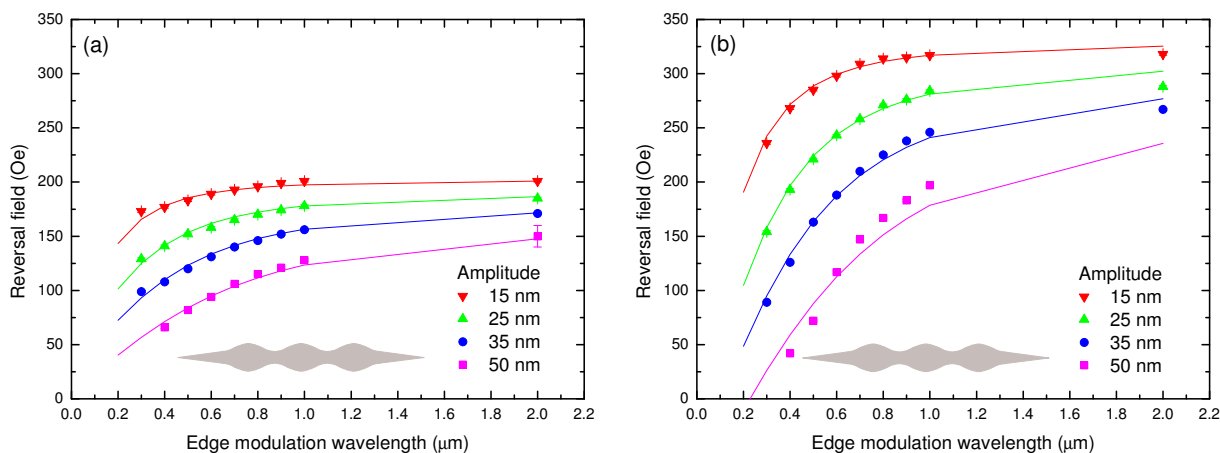 (a)
350
300
250
200
150
100
50
0
Reversal field (Oe)
0.0 0.2 0.4 0.6 0.8 1.0 1.2 1.4 1.6 1.8 2.0 2.2
Edge modulation wavelength (μm)
Amplitude
15 nm
25 nm
35 nm
50 nm
(b)
350
300
250
200
150
100
50
0
Reversal field (Oe)
0.0 0.2 0.4 0.6 0.8 1.0 1.2 1.4 1.6 1.8 2.0 2.2
Edge modulation wavelength (μm)
Amplitude
15 nm
25 nm
35 nm
50 nm